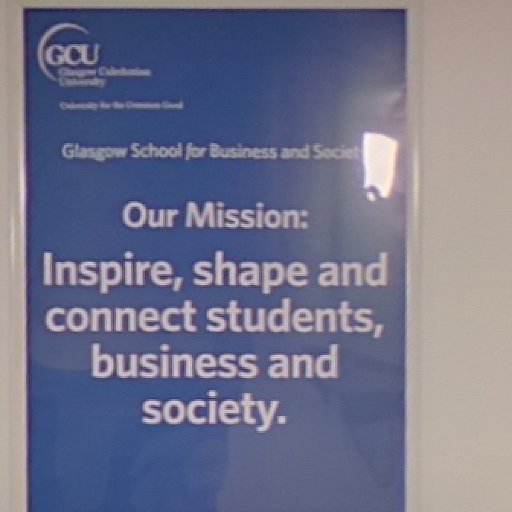 GCU
Glasgow Caledonian
University
University for the Common Good
Glasgow School for Business and Societ
Our Mission:
Inspire, shape and
connect students,
business and
society.